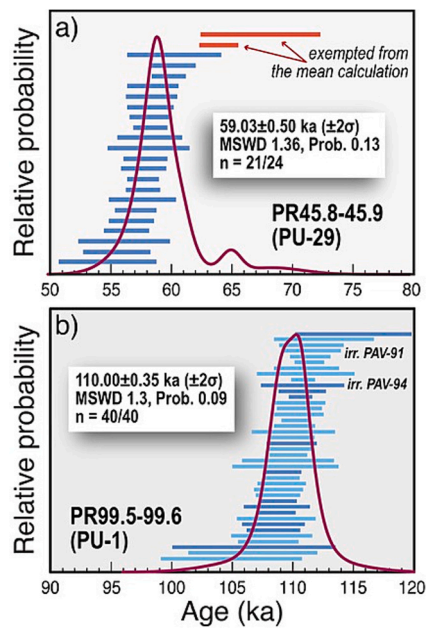 a)
exempted from
the mean calculation
59.03±0.50 ka (±2σ)
MSWD 1.36, Prob. 0.13
n = 21/24
PR45.8-45.9
(PU-29)
Relative probability
50 55 60 65 70 75 80
b)
irr. PAV-91
110.00±0.35 ka (±2σ)
MSWD 1.3, Prob. 0.09
n = 40/40
irr. PAV-94
PR99.5-99.6
(PU-1)
Relative probability
90 95 100 105 110 115 120
Age (ka)